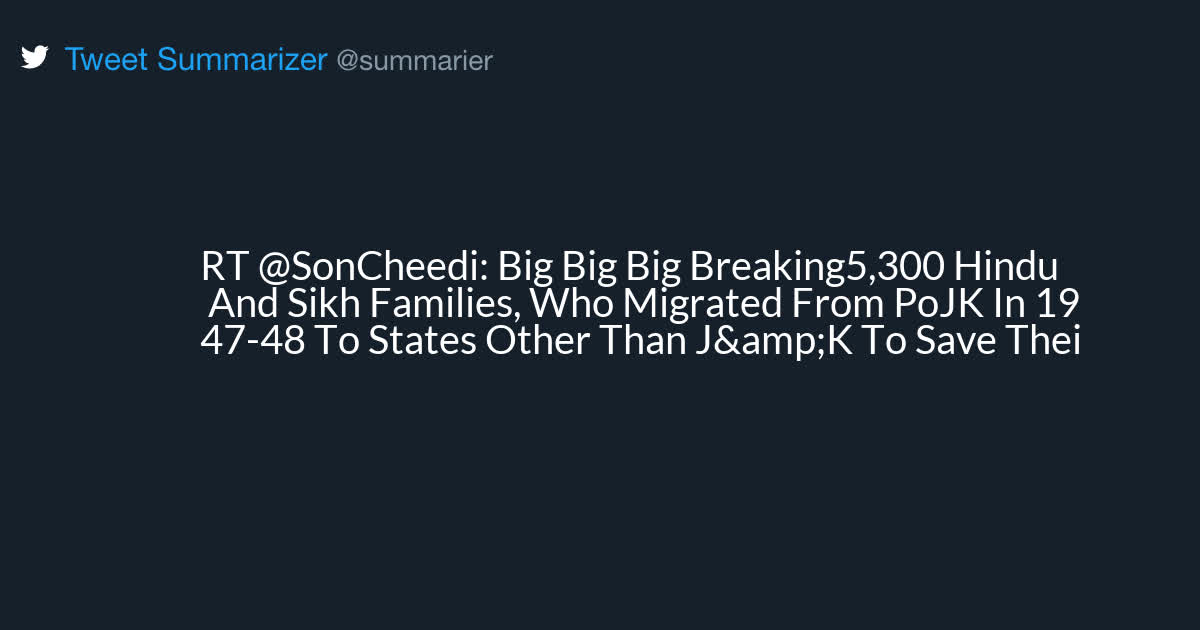 Tweet Summarizer @summarier
RT @SonCheedi: Big Big Big Breaking5,300 Hindu
And Sikh Families, Who Migrated From PoJK In 19
47-48 To States Other Than J&amp;K To Save Thei